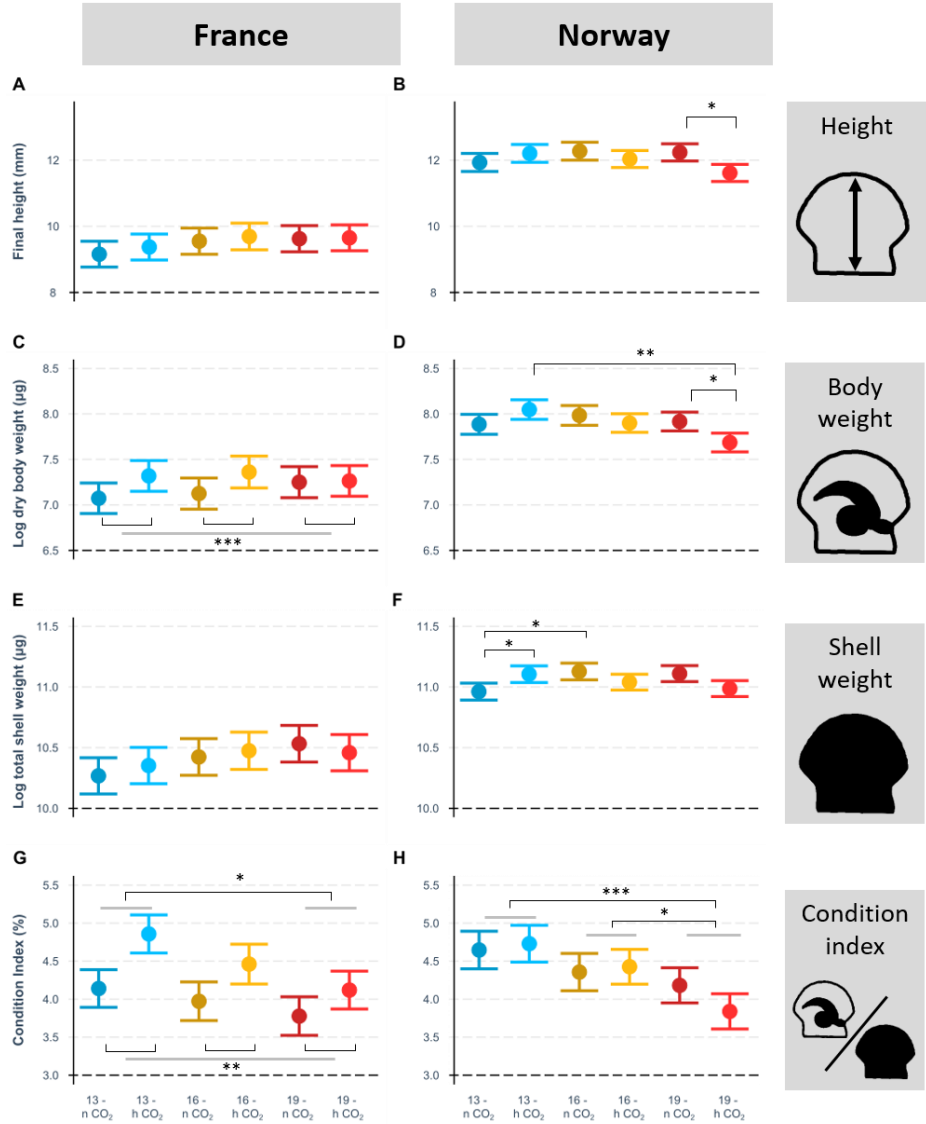 France
Norway
A
Final height (mm)
12
10
8
B
12
10
8
*
Height
C
Log dry body weight (µg)
8.5
8.0
7.5
7.0
6.5
***
D
8.5
8.0
7.5
7.0
6.5
**
*
Body
weight
E
Log total shell weight (µg)
11.5
11.0
10.5
10.0
F
11.5
11.0
10.5
10.0
*
*
Shell
weight
G
Condition Index (%)
5.5
5.0
4.5
4.0
3.5
3.0
*
**
H
5.5
5.0
4.5
4.0
3.5
3.0
***
*
Condition
index
13 -
n CO₂
13 -
h CO₂
16 -
n CO₂
16 -
h CO₂
19 -
n CO₂
19 -
h CO₂
13 -
n CO₂
13 -
h CO₂
16 -
n CO₂
16 -
h CO₂
19 -
n CO₂
19 -
h CO₂